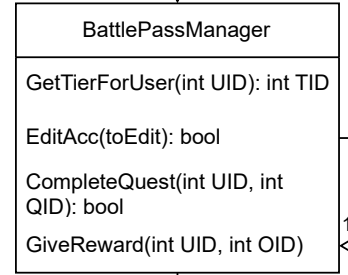 BattlePassManager
GetTierForUser(int UID): int TID
EditAcc(toEdit): bool
CompleteQuest(int UID, int
QID): bool
GiveReward(int UID, int OID)
1